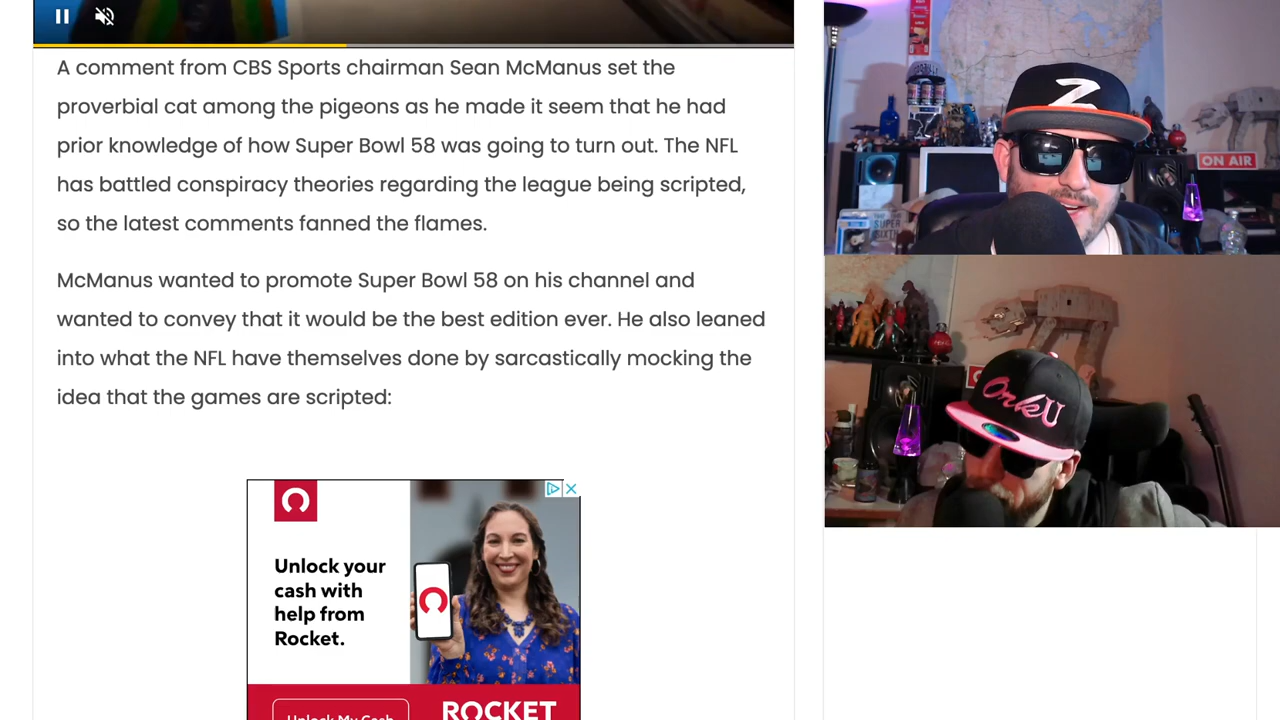 A comment from CBS Sports chairman Sean McManus set the
proverbial cat among the pigeons as he made it seem that he had
prior knowledge of how Super Bowl 58 was going to turn out. The NFL
has battled conspiracy theories regarding the league being scripted,
so the latest comments fanned the flames.
McManus wanted to promote Super Bowl 58 on his channel and
wanted to convey that it would be the best edition ever. He also leaned
into what the NFL have themselves done by sarcastically mocking the
idea that the games are scripted:
Unlock your
cash with
help from
Rocket.
Unlock My Cash
ROCKET
Z
ON AIR
SUPER
OrkU